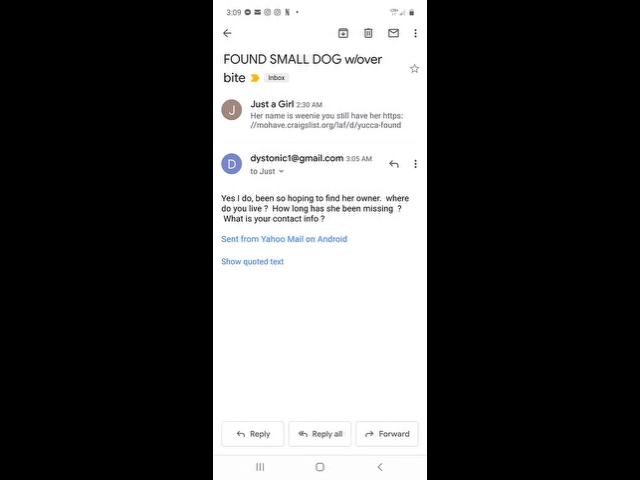 3:09
FOUND SMALL DOG w/over
bite
Inbox
J
Just a Girl 2:30 AM
Her name is weenie you still have her https:
//mohave.craigslist.org/laf/d/yucca-found
D
dystonic1@gmail.com 3:05 AM
to Just
Yes I do, been so hoping to find her owner. where
do you live ? How long has she been missing ?
What is your contact info ?
Sent from Yahoo Mail on Android
Show quoted text
Reply
Reply all
Forward